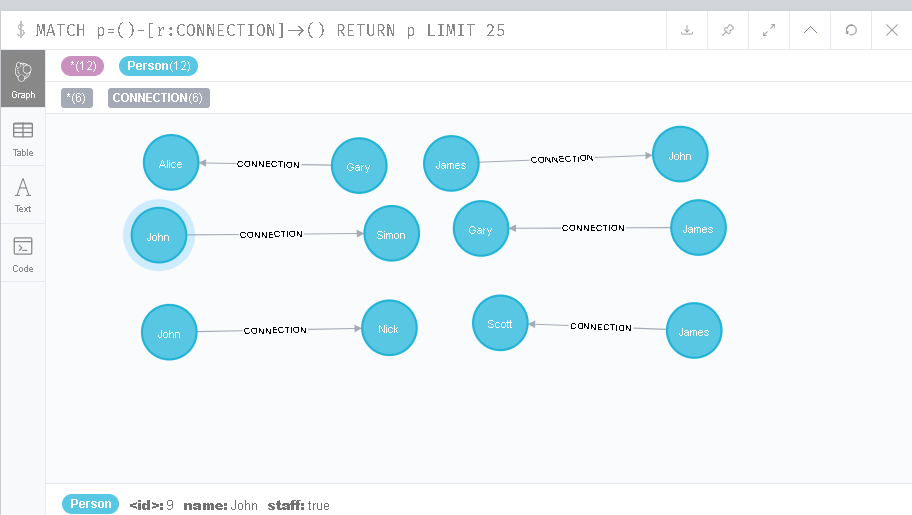 $ MATCH p=()-[r:CONNECTION]→() RETURN p LIMIT 25
*(12) Person(12)
Graph
*(6) CONNECTION(6)
Table
Text
Code
Alice CONNECTION Gary
James CONNECTION John
John CONNECTION Simon
Gary CONNECTION James
John CONNECTION Nick
Scott CONNECTION James
Person <id>: 9 name: John staff: true